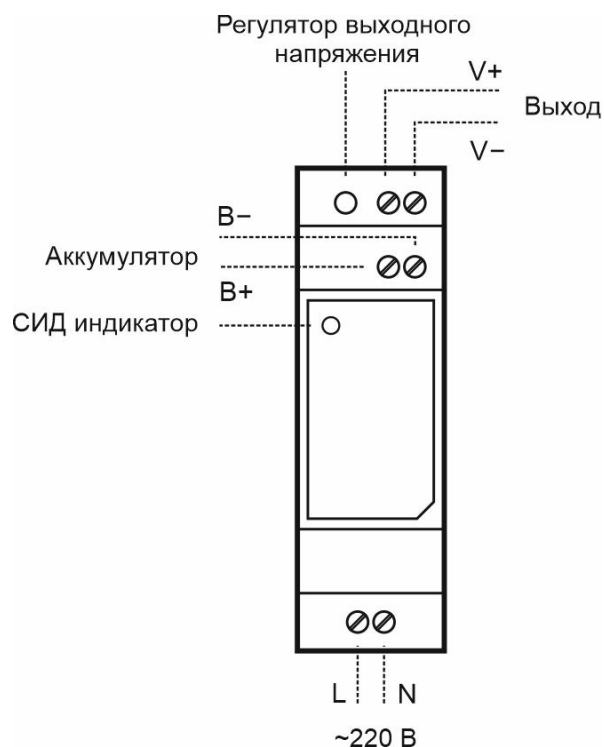 Регулятор выходного
напряжения
V+
Выход
V−
B−
Аккумулятор
B+
СИД индикатор
L N
~220 В